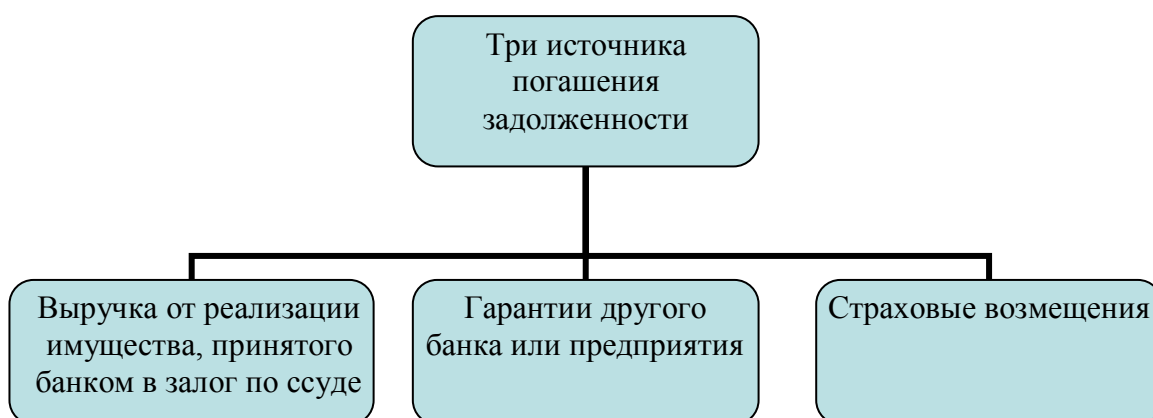 Три источника
погашения
задолженности
Выручка от реализации
имущества, принятого
банком в залог по ссуде
Гарантии другого
банка или предприятия
Страховые возмещения